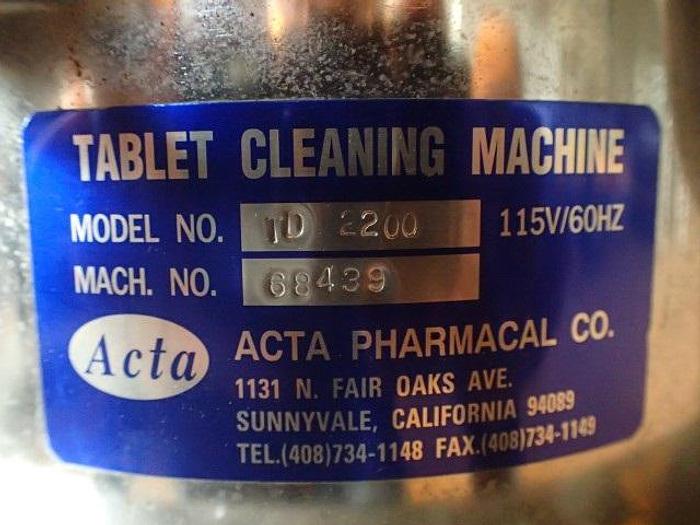 TABLET CLEANING MACHINE
MODEL NO. TD 2200 115V/60HZ
MACH. NO. 68439
Acta
ACTA PHARMACAL CO.
1131 N. FAIR OAKS AVE.
SUNNYVALE, CALIFORNIA 94089
TEL.(408)734-1148 FAX.(408)734-1149